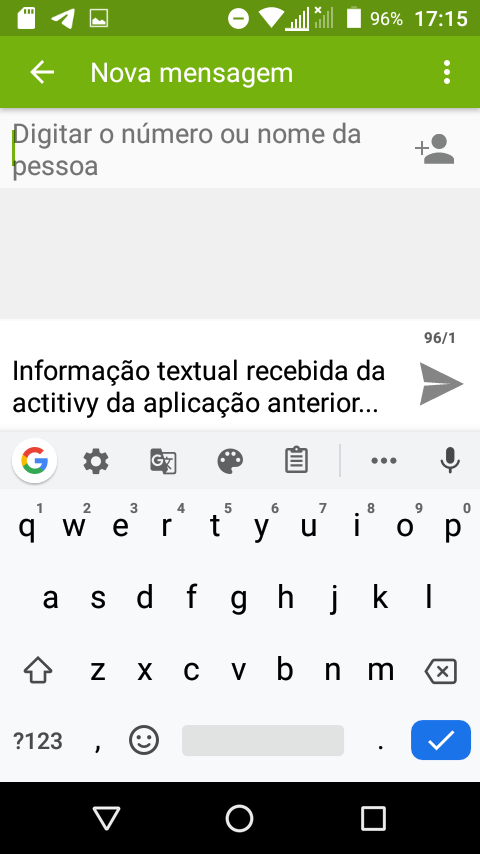 96% 17:15
Nova mensagem
Digitar o número ou nome da
pessoa
96/1
Informação textual recebida da
actitivy da aplicação anterior...
1 2 3 4 5 6 7 8 9 0
q w e r t y u i o p
a s d f g h j k l
z x c v b n m
?123 , .